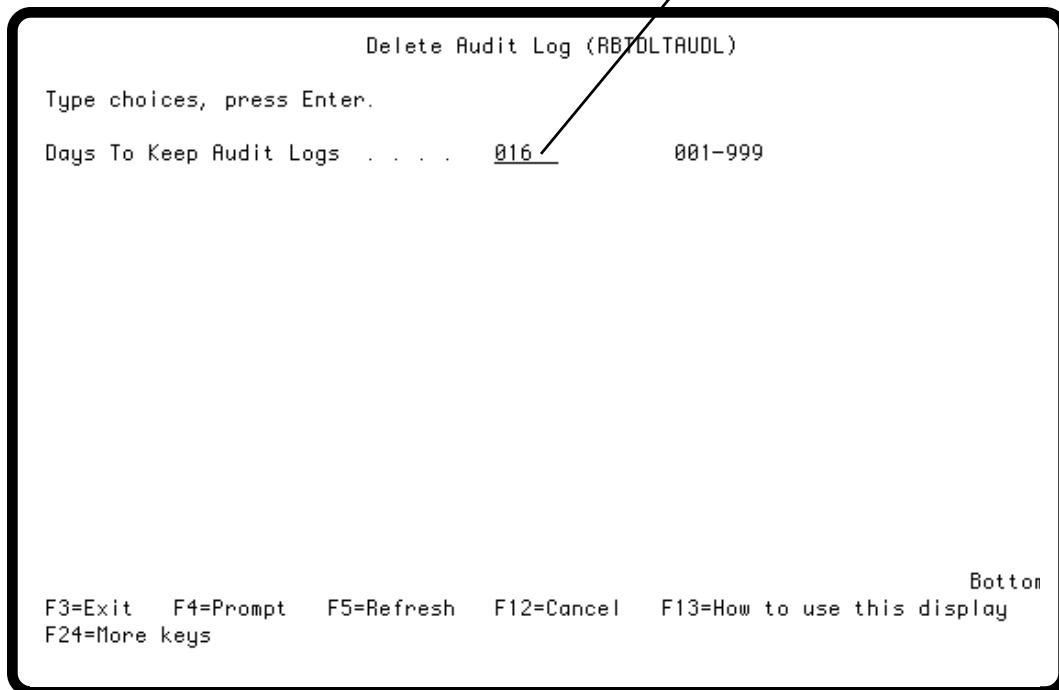 Delete Audit Log (RBTDLTAUDL)
Type choices, press Enter.
Days To Keep Audit Logs . . . . 016 001-999
Bottom
F3=Exit F4=Prompt F5=Refresh F12=Cancel F13=How to use this display
F24=More keys